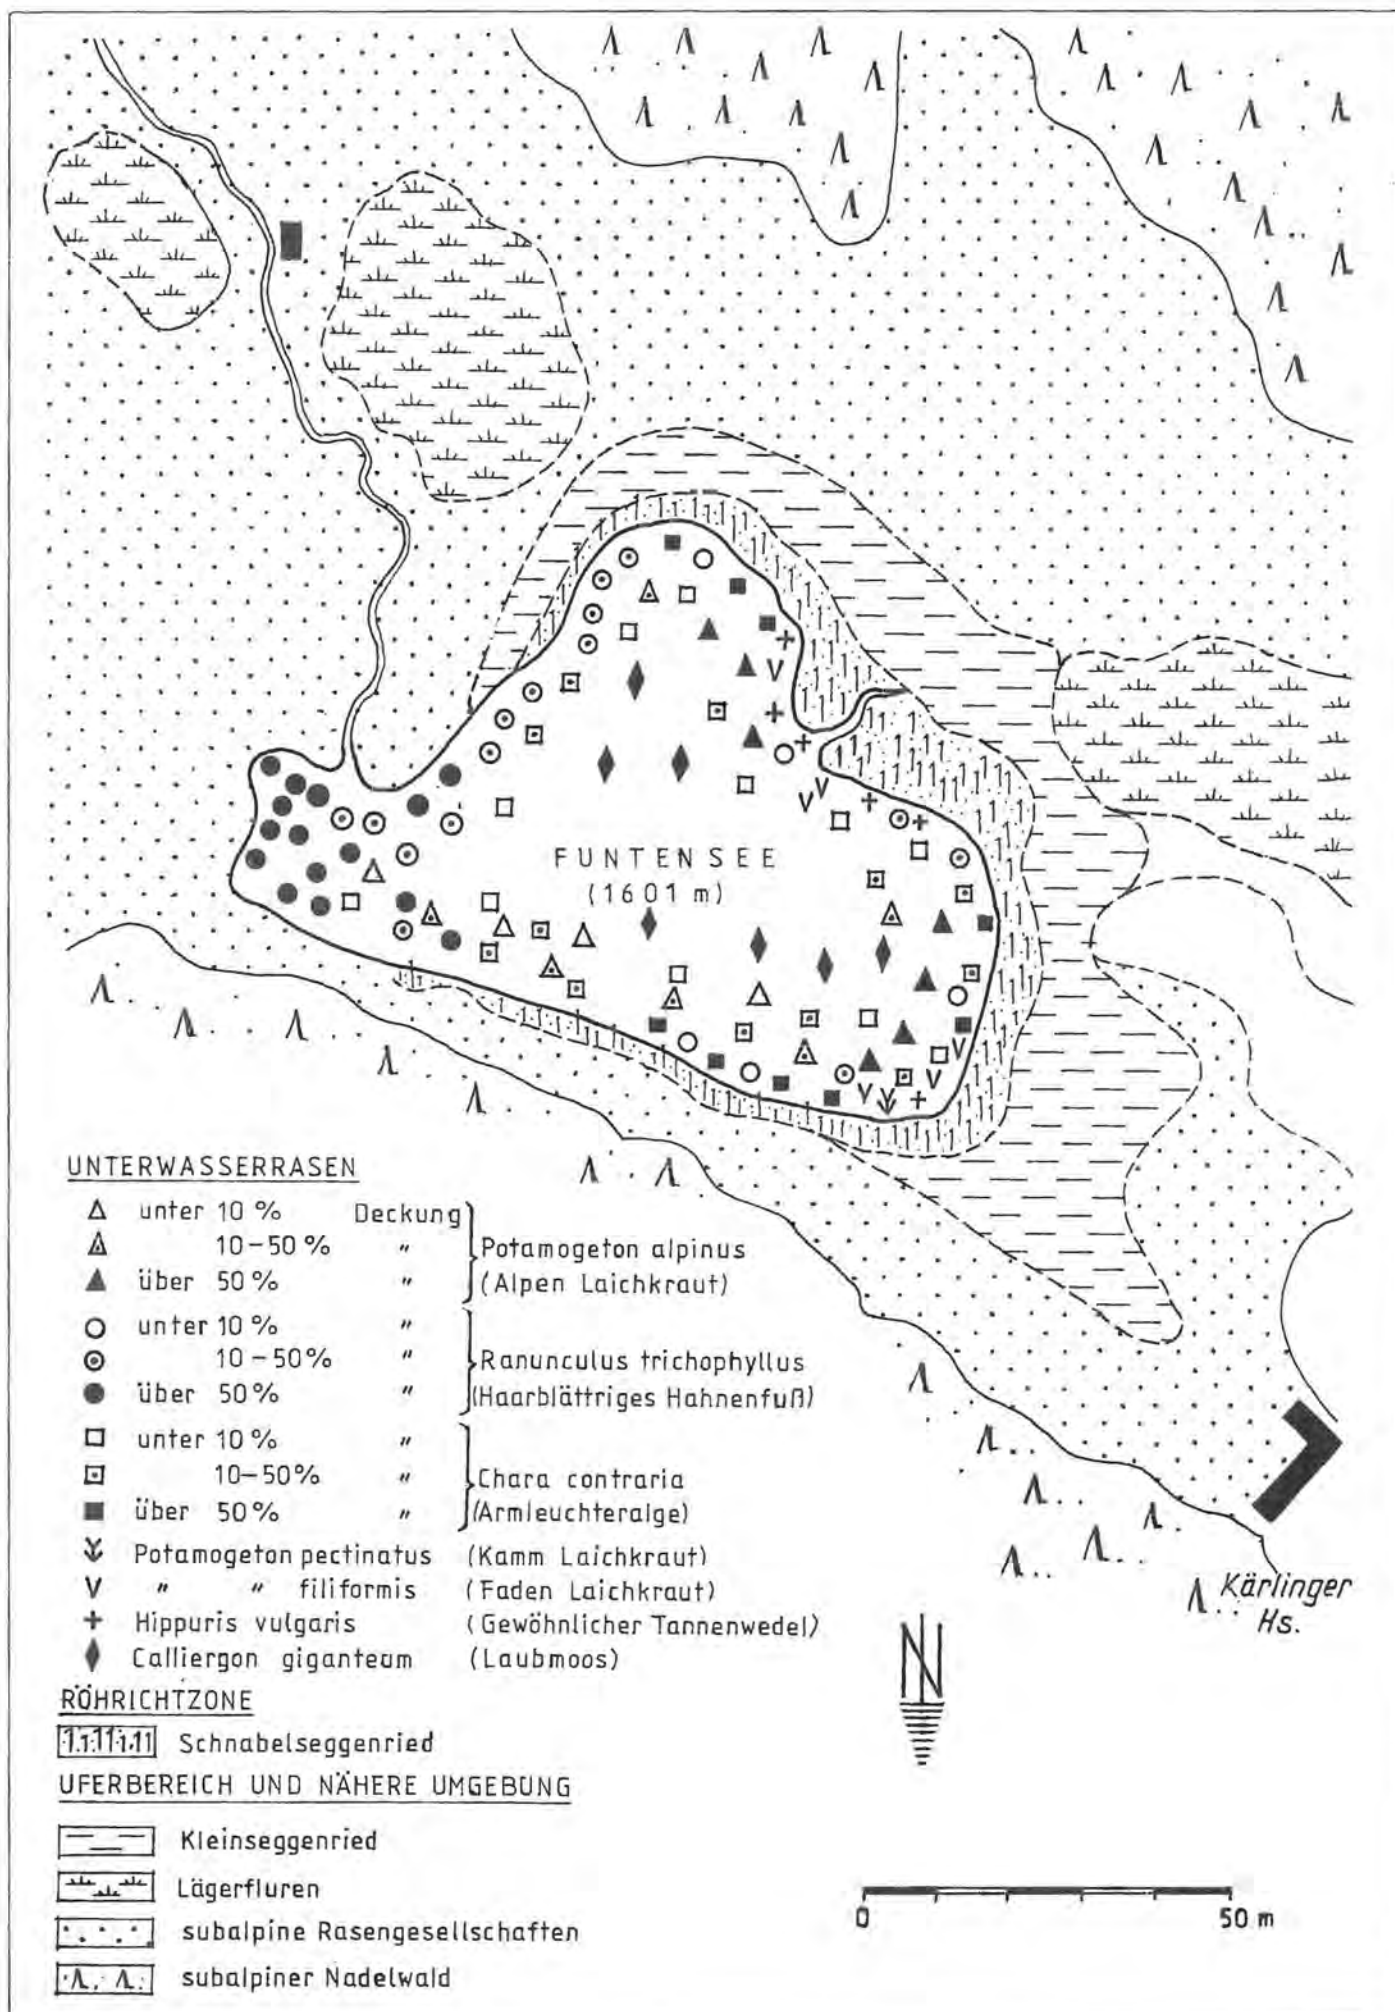 FUNTENSEE
(1601 m)
UNTERWASSERRASEN
unter 10 % Deckung
10-50 % "
über 50 % "
Potamogeton alpinus
(Alpen Laichkraut)
unter 10 % "
10-50% "
über 50 % "
Ranunculus trichophyllus
(Haarblättriges Hahnenfuß)
unter 10 % "
10-50% "
über 50 % "
Chara contraria
(Armleuchteralge)
Potamogeton pectinatus (Kamm Laichkraut)
" " filiformis (Faden Laichkraut)
Hippuris vulgaris (Gewöhnlicher Tannenwedel)
Calliergon giganteum (Laubmoos)
RÖHRICHTZONE
Schnabelseggenried
UFERBEREICH UND NÄHERE UMGEBUNG
Kleinseggenried
Lägerfluren
subalpine Rasengesellschaften
subalpiner Nadelwald
Kärlinger
Hs.
N
0 50 m